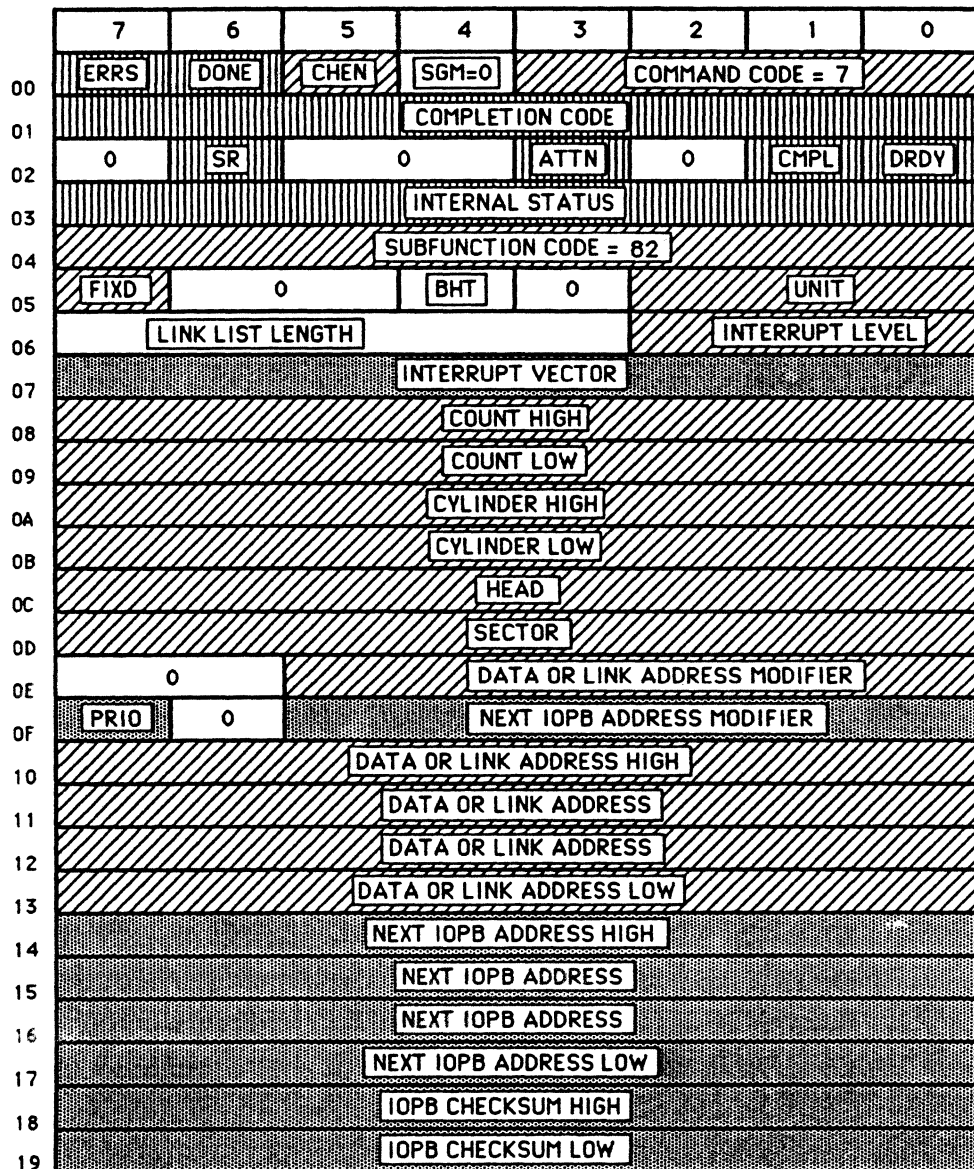 7 6 5 4 3 2 1 0
00 ERRS DONE CHEN SGM=0 COMMAND CODE = 7
01 COMPLETION CODE
02 0 SR 0 ATTN 0 CMPL DRDY
03 INTERNAL STATUS
04 SUBFUNCTION CODE = 82
05 FIXD 0 BHT 0 UNIT
06 LINK LIST LENGTH INTERRUPT LEVEL
07 INTERRUPT VECTOR
08 COUNT HIGH
09 COUNT LOW
0A CYLINDER HIGH
0B CYLINDER LOW
0C HEAD
0D SECTOR
0E 0 DATA OR LINK ADDRESS MODIFIER
0F PRIO 0 NEXT IOPB ADDRESS MODIFIER
10 DATA OR LINK ADDRESS HIGH
11 DATA OR LINK ADDRESS
12 DATA OR LINK ADDRESS
13 DATA OR LINK ADDRESS LOW
14 NEXT IOPB ADDRESS HIGH
15 NEXT IOPB ADDRESS
16 NEXT IOPB ADDRESS
17 NEXT IOPB ADDRESS LOW
18 IOPB CHECKSUM HIGH
19 IOPB CHECKSUM LOW